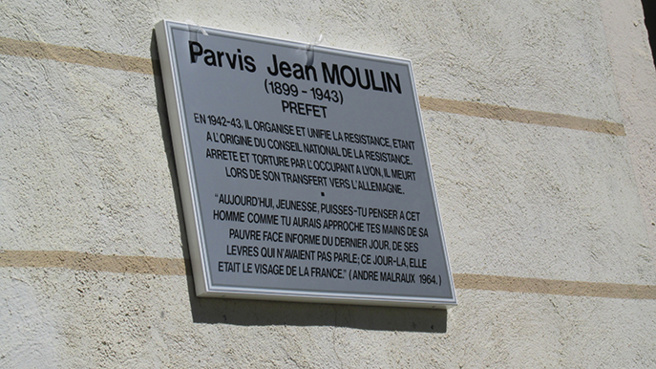 Parvis Jean MOULIN
(1899 - 1943)
PREFET
EN 1942-43. IL ORGANISE ET UNIFIE LA RESISTANCE, ETANT
A L'ORIGINE DU CONSEIL NATIONAL DE LA RESISTANCE.
ARRETE ET TORTURE PAR L'OCCUPANT A LYON, IL MEURT
LORS DE SON TRANSFERT VERS L'ALLEMAGNE.
"AUJOURD'HUI, JEUNESSE, PUISSES-TU PENSER A CET
HOMME COMME TU AURAIS APPROCHE TES MAINS DE SA
PAUVRE FACE INFORME DU DERNIER JOUR. DE SES
LEVRES QUI N'AVAIENT PAS PARLE; CE JOUR-LA, ELLE
ETAIT LE VISAGE DE LA FRANCE." (ANDRE MALRAUX 1964.)